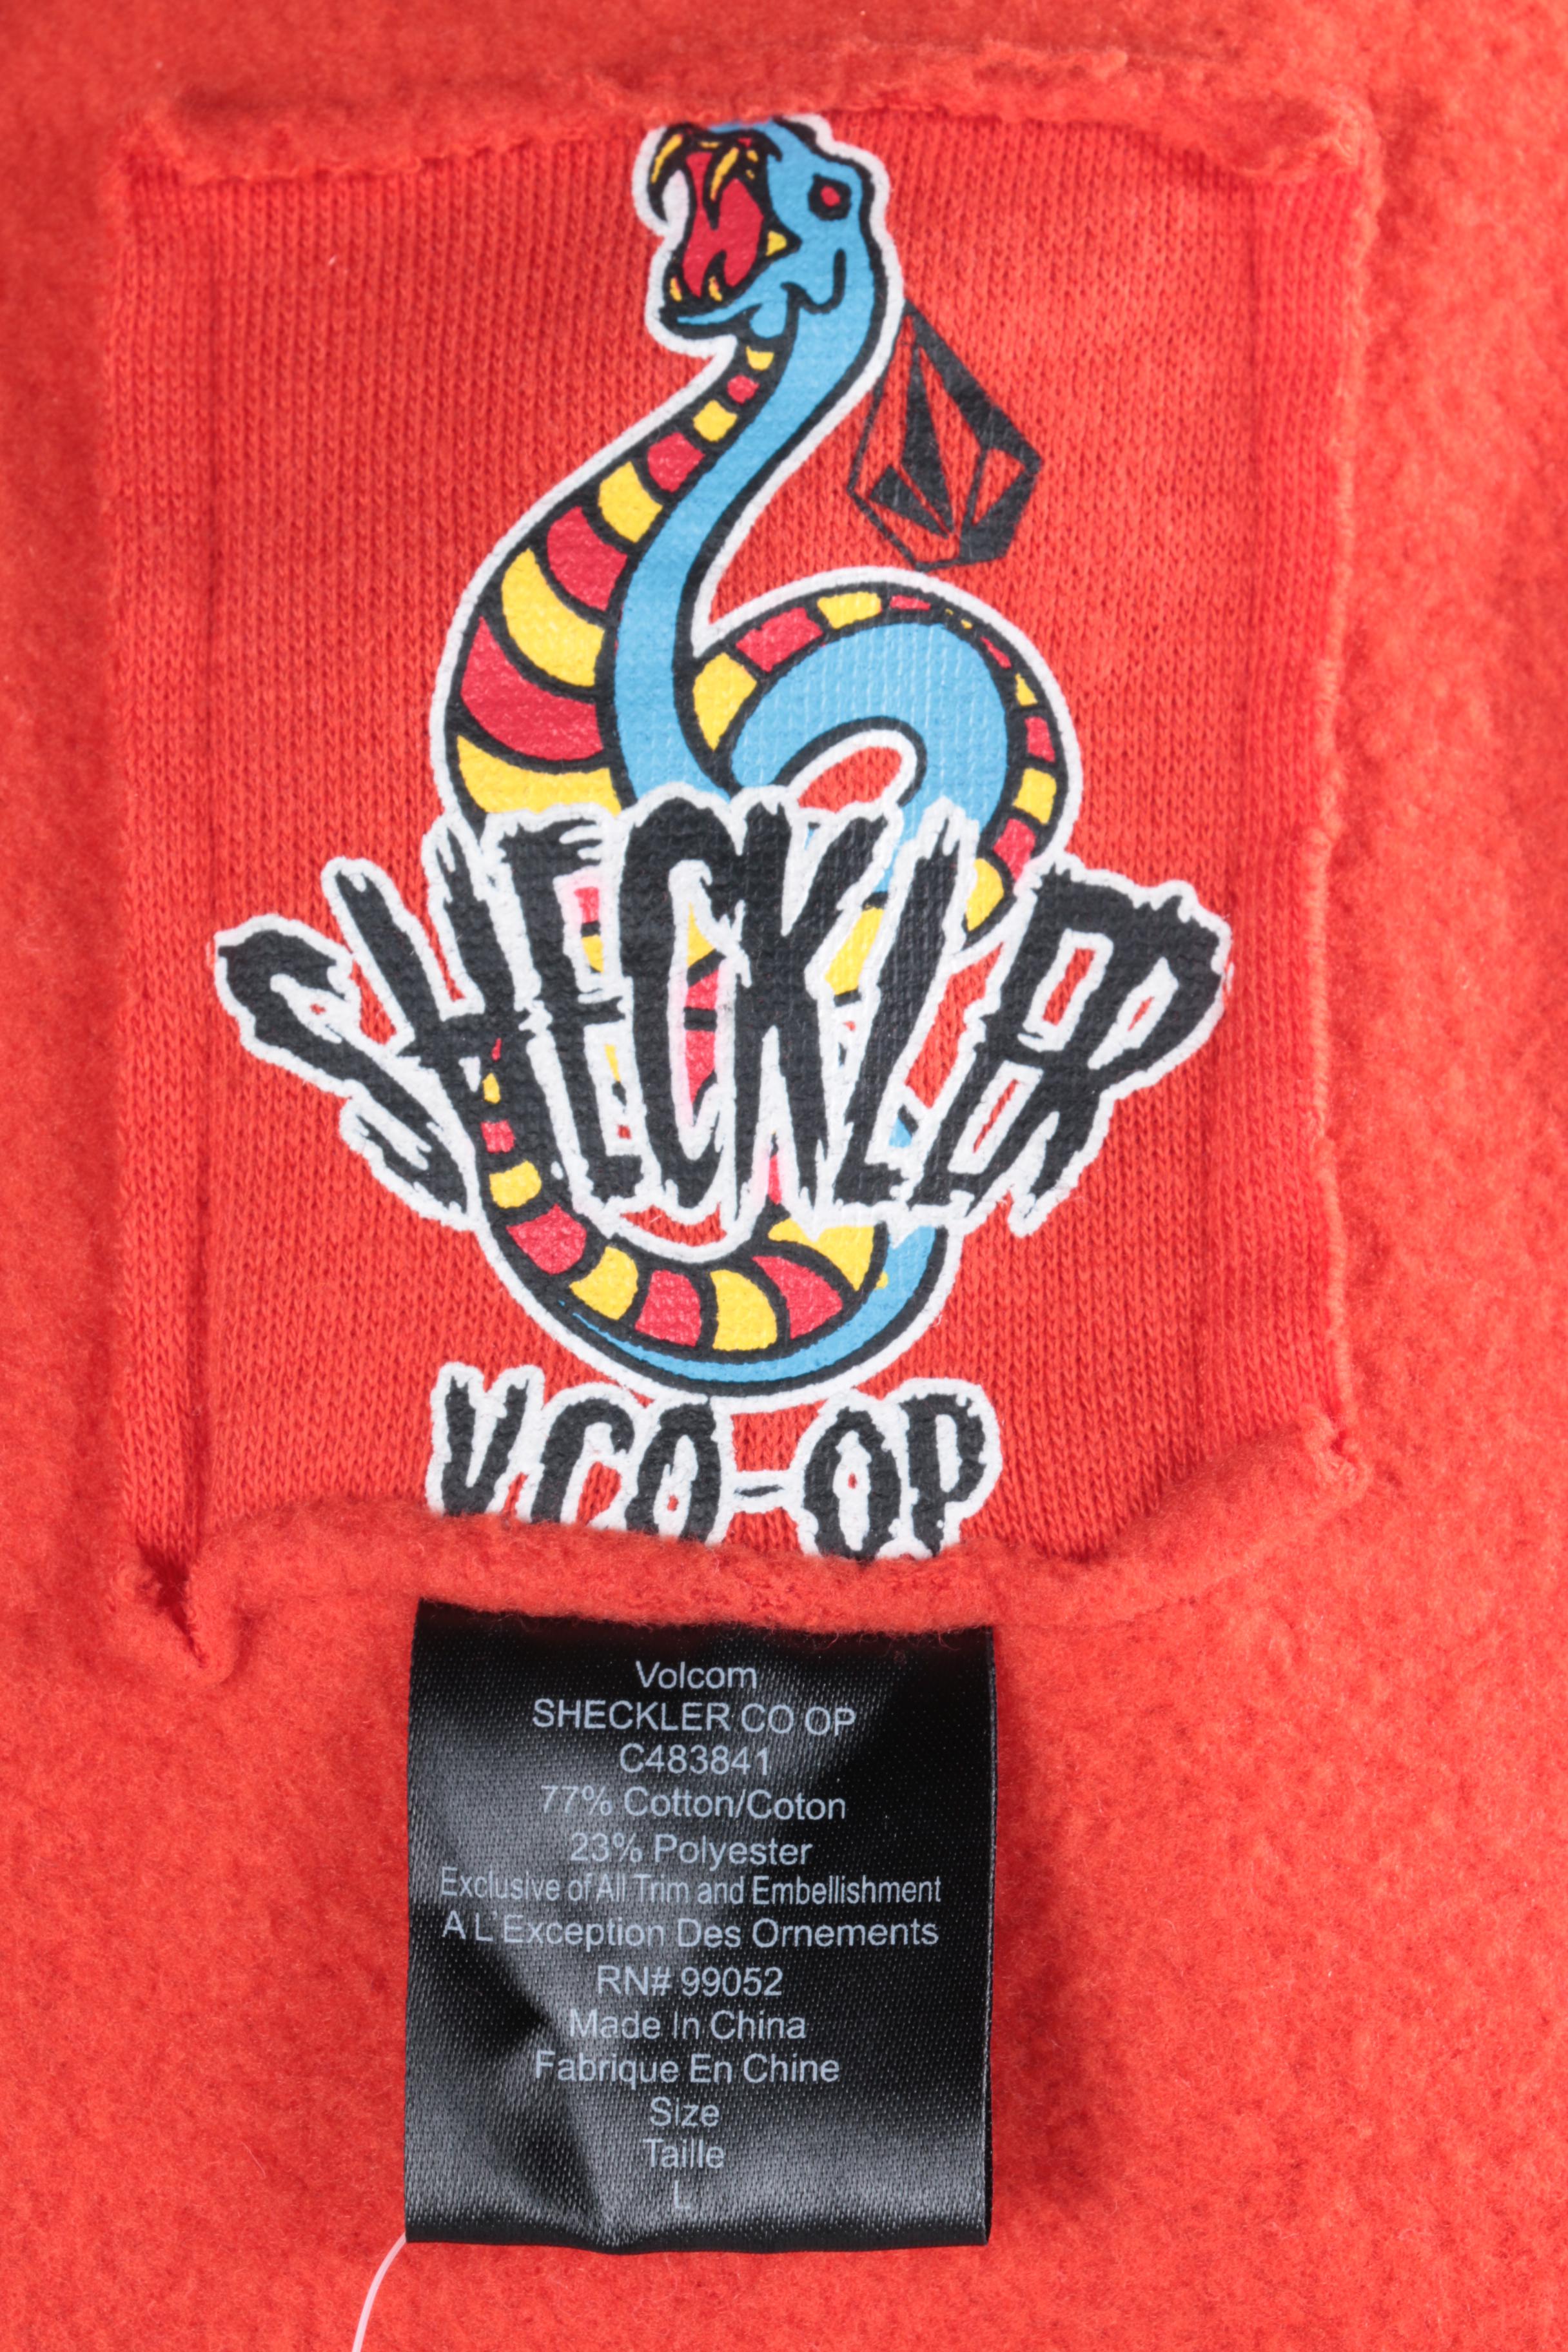 SHECKLER
V.CO-OP
Volcom
SHECKLER CO OP
C483841
77% Cotton/Coton
23% Polyester
Exclusive of All Trim and Embellishment
A L'Exception Des Ornements
RN# 99052
Made In China
Fabrique En Chine
Size
Taille
L